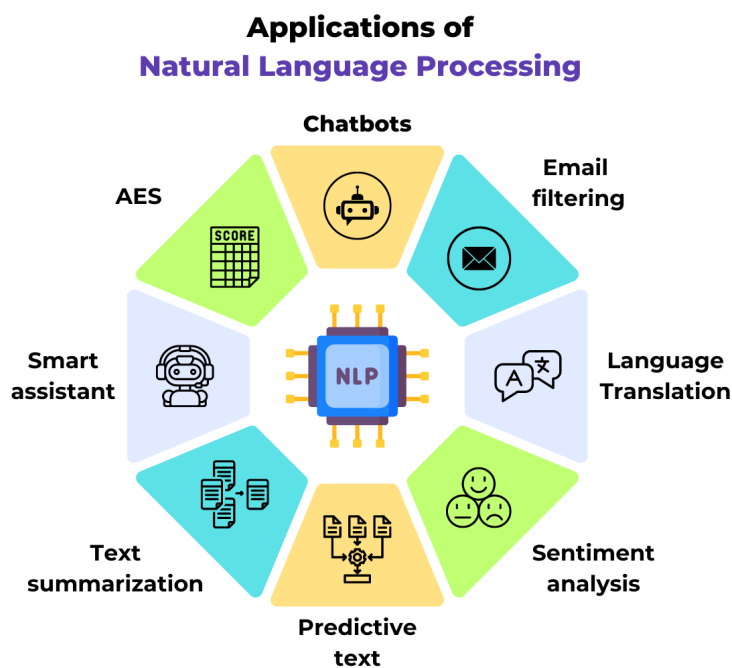 Applications of
Natural Language Processing
Chatbots
Email
filtering
AES
SCORE
Smart
assistant
NLP
A 文
Language
Translation
Text
summarization
Sentiment
analysis
Predictive
text